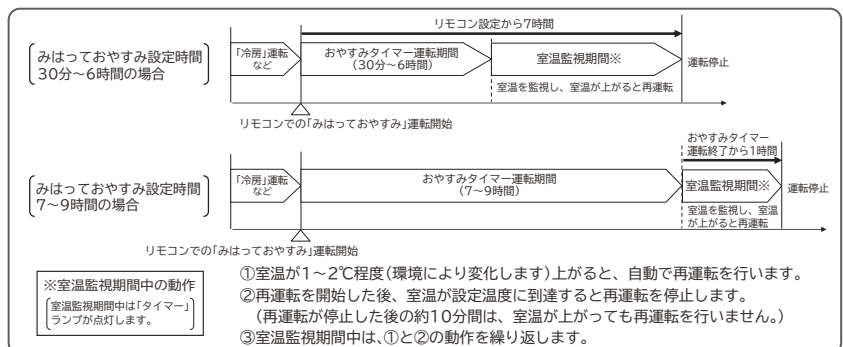 リモコン設定から7時間
みはっておやすみ設定時間
30分～6時間の場合
「冷房」運転
など
おやすみタイマー運転期間
（30分～6時間）
室温監視期間※
運転停止
室温を監視し、室温が上がると再運転
リモコンでの「みはっておやすみ」運転開始
おやすみタイマー
運転終了から1時間
みはっておやすみ設定時間
7～9時間の場合
「冷房」運転
など
おやすみタイマー運転期間
（7～9時間）
室温監視期間※
運転停止
室温を監視し、室温
が上がると再運転
リモコンでの「みはっておやすみ」運転開始
※室温監視期間中の動作
室温監視期間中は「タイマー」
ランプが点灯します。
①室温が1～2℃程度（環境により変化します）上がると、自動で再運転を行います。
②再運転を開始した後、室温が設定温度に到達すると再運転を停止します。
（再運転が停止した後の約10分間は、室温が上がっても再運転を行いません。）
③室温監視期間中は、①と②の動作を繰り返します。